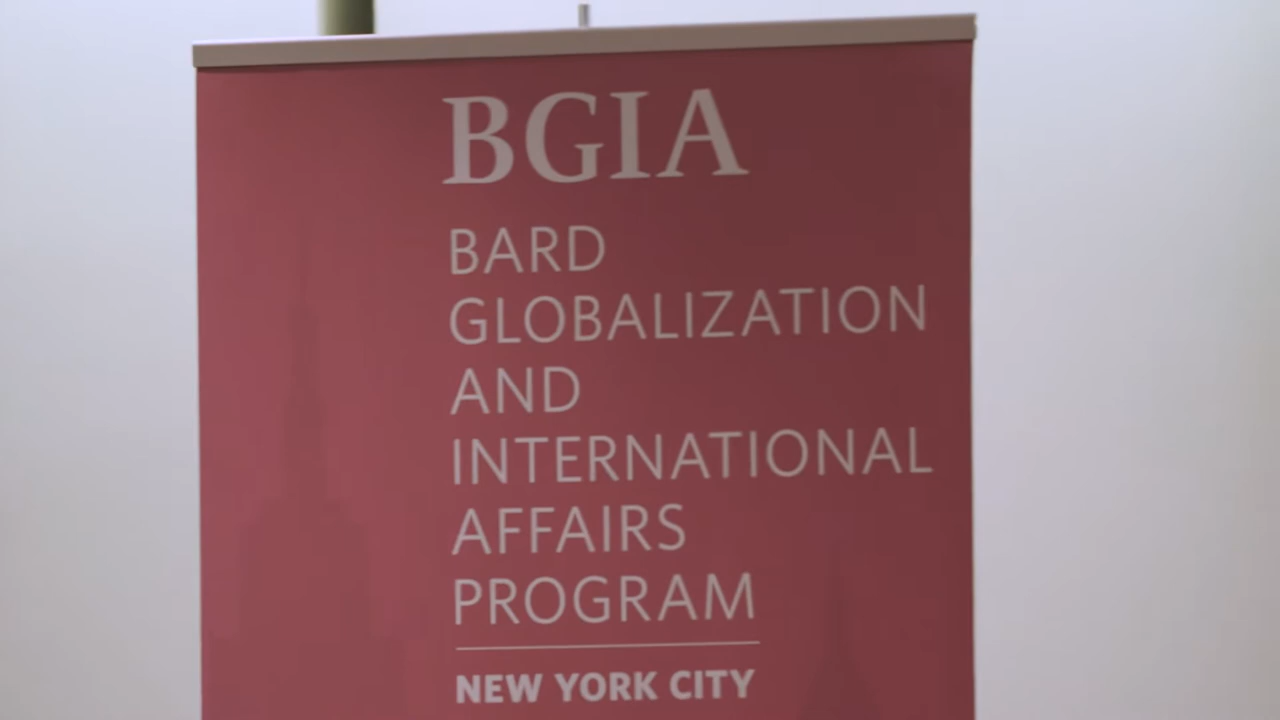 BGIA
BARD
GLOBALIZATION
AND
INTERNATIONAL
AFFAIRS
PROGRAM
NEW YORK CITY